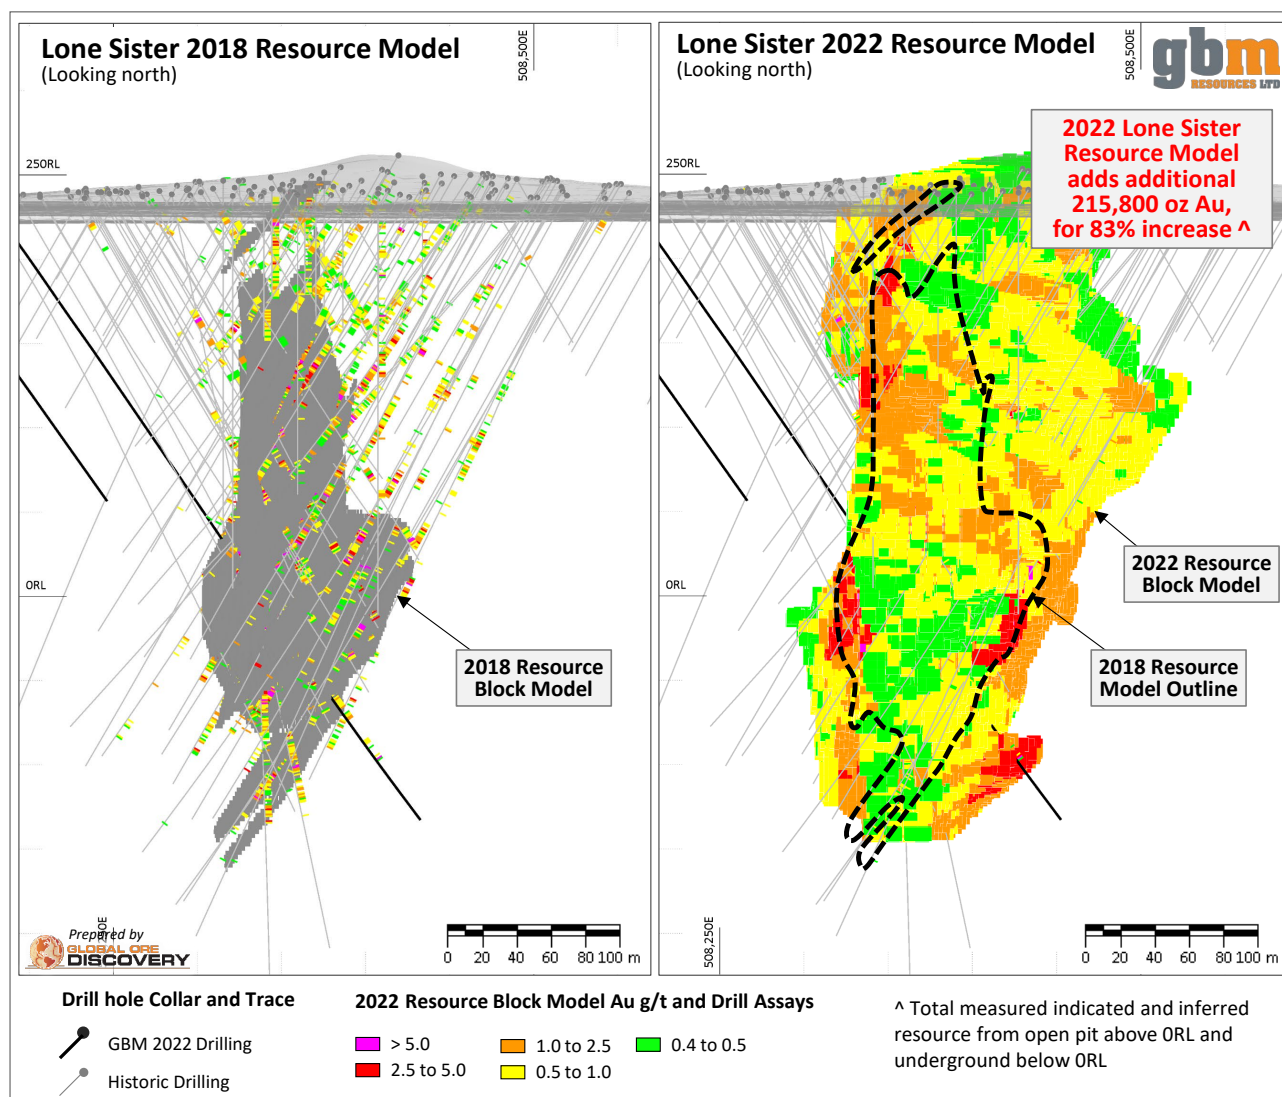 Lone Sister 2018 Resource Model
(Looking north)
508,500E
250RL
0RL
2018 Resource
Block Model
250E
Prepared by
GLOBAL ORE
DISCOVERY
0 20 40 60 80 100 m
Lone Sister 2022 Resource Model
(Looking north)
508,500E
gbm
RESOURCES LTD
2022 Lone Sister
Resource Model
adds additional
215,800 oz Au,
for 83% increase ^
250RL
0RL
2022 Resource
Block Model
2018 Resource
Model Outline
508,250E
0 20 40 60 80 100 m
Drill hole Collar and Trace
GBM 2022 Drilling
Historic Drilling
2022 Resource Block Model Au g/t and Drill Assays
> 5.0
1.0 to 2.5
0.4 to 0.5
2.5 to 5.0
0.5 to 1.0
^ Total measured indicated and inferred
resource from open pit above 0RL and
underground below 0RL